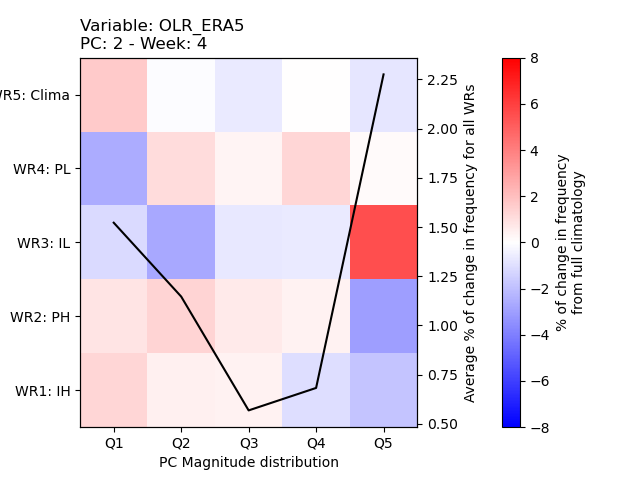 Variable: OLR_ERA5
PC: 2 - Week: 4
R5: Clima
WR4: PL
WR3: IL
WR2: PH
WR1: IH
Q1 Q2 Q3 Q4 Q5
PC Magnitude distribution
2.25
2.00
1.75
1.50
1.25
1.00
0.75
0.50
Average % of change in frequency for all WRs
8
6
4
2
0
−2
−4
−6
−8
% of change in frequency
from full climatology